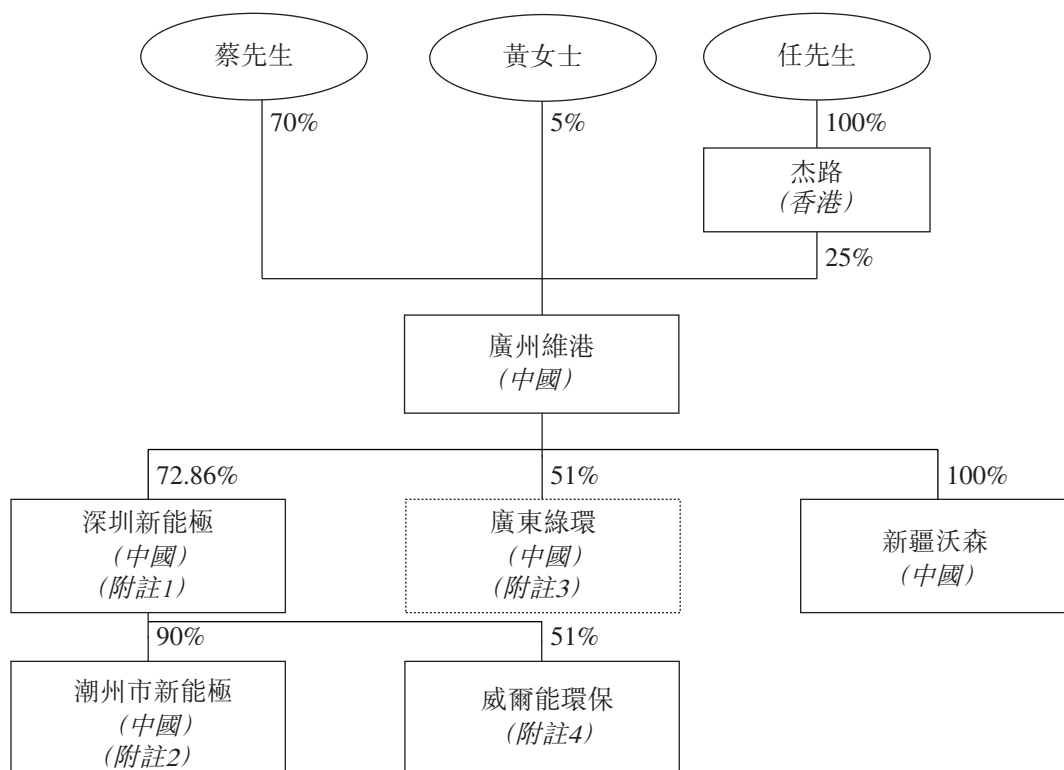 蔡先生
黃女士
任先生
70%
5%
100%
杰路
(香港)
25%
廣州維港
(中國)
72.86%
51%
100%
深圳新能極
(中國)
(附註1)
廣東綠環
(中國)
(附註3)
新疆沃森
(中國)
90%
51%
潮州市新能極
(中國)
(附註2)
威爾能環保
(附註4)